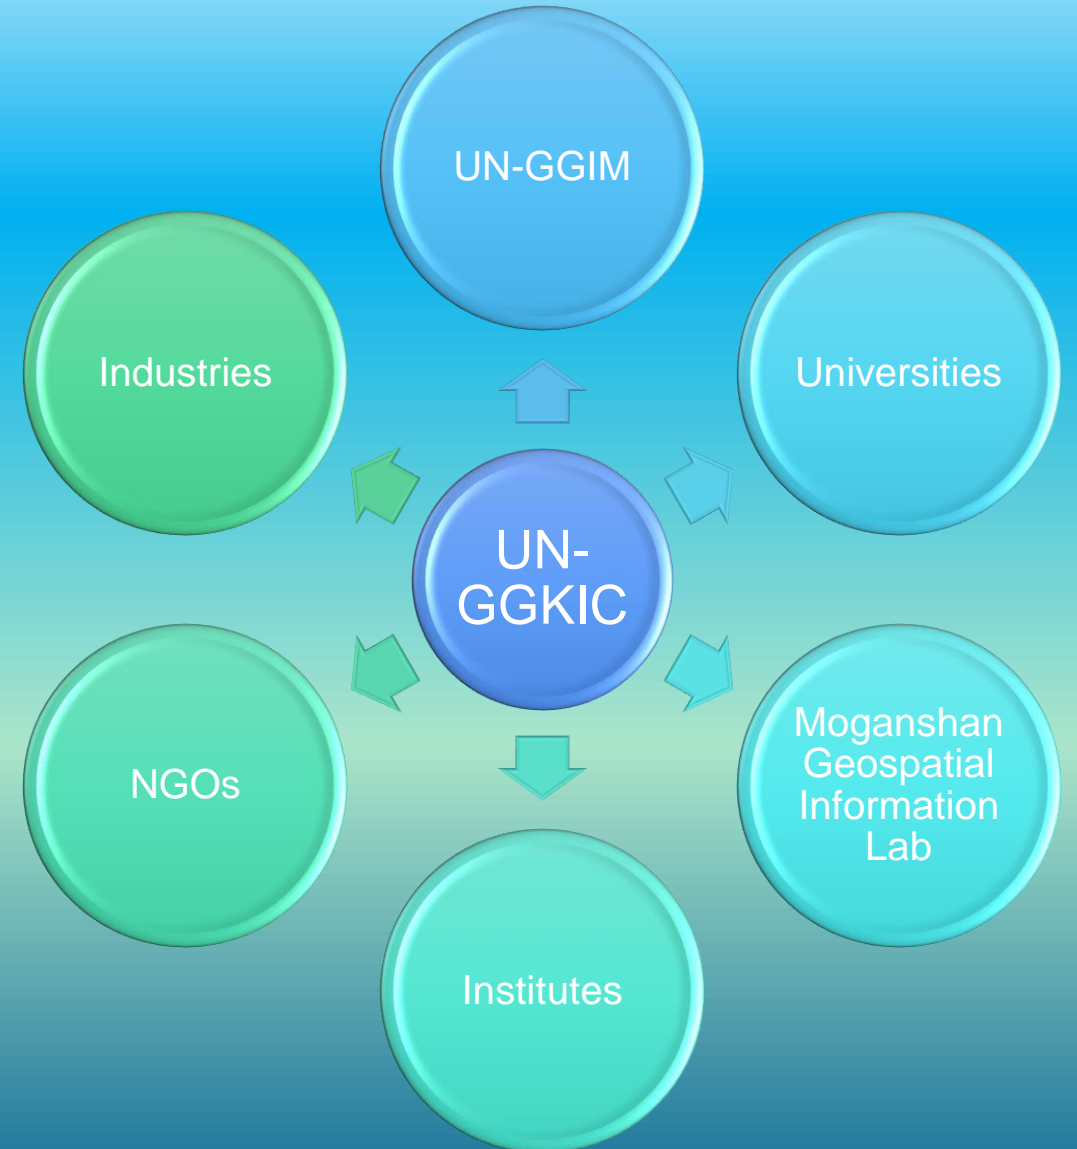 UN-GGIM
Industries
Universities
UN-
GGKIC
NGOs
Moganshan
Geospatial
Information
Lab
Institutes